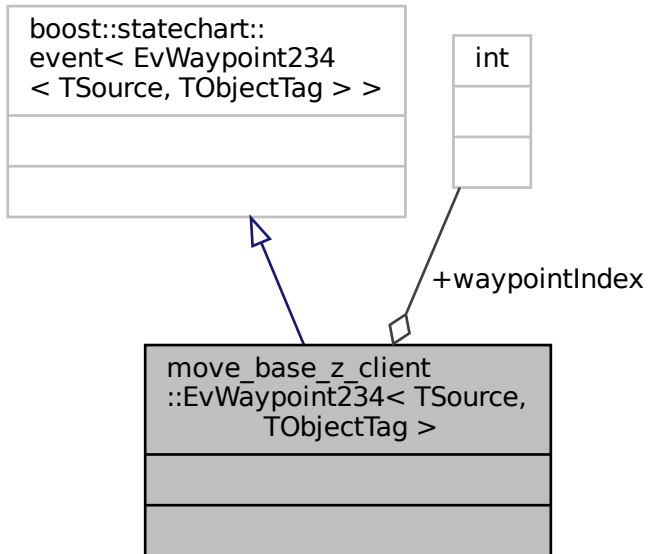 boost::statechart::
event< EvWaypoint234
< TSource, TObjectTag > >
int
+waypointIndex
move_base_z_client
::EvWaypoint234< TSource,
TObjectTag >